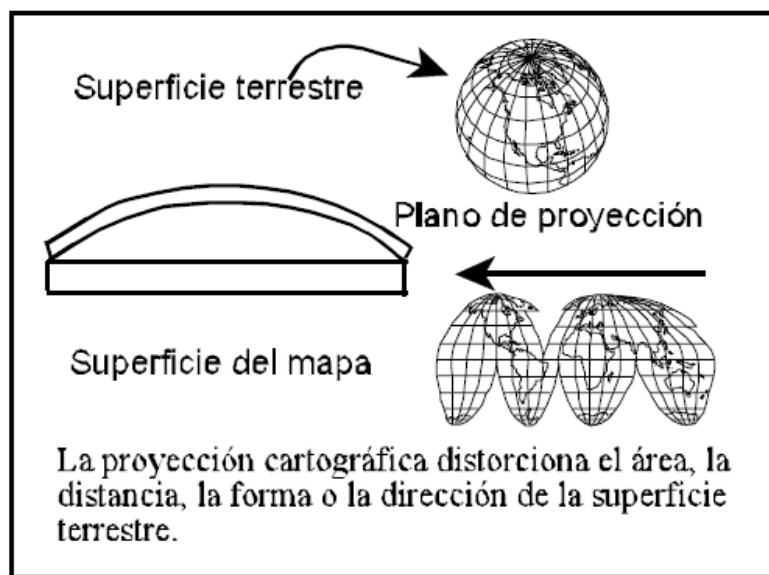 Superficie terrestre
Plano de proyección
Superficie del mapa
La proyección cartográfica distorciona el área, la
distancia, la forma o la dirección de la superficie
terrestre.